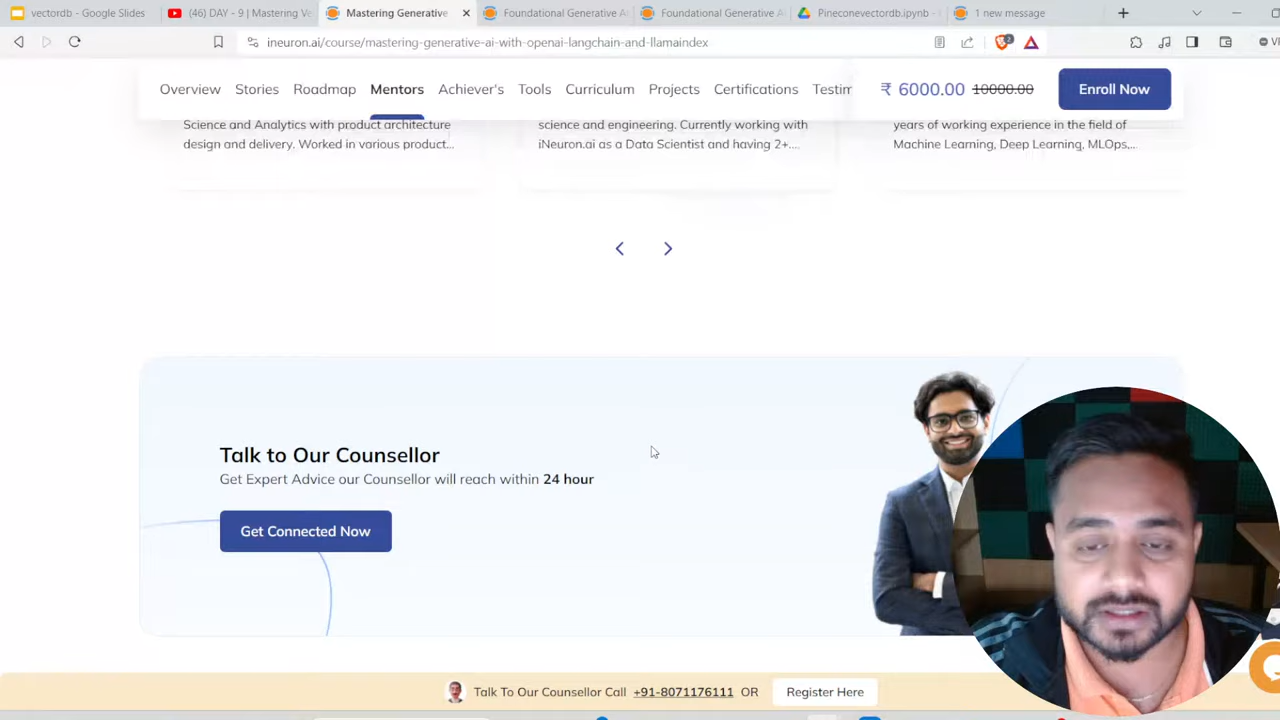 vectordb - Google Slides
(46) DAY - 9 | Mastering Ve
Mastering Generative
Foundational Generative A
Foundational Generative A
Pineconevectordb.ipynb -
1 new message
ineuron.ai/course/mastering-generative-ai-with-openai-langchain-and-llamaindex
2
Overview Stories Roadmap Mentors Achiever's Tools Curriculum Projects Certifications Testim
₹ 6000.00 10000.00 Enroll Now
Science and Analytics with product architecture
design and delivery. Worked in various product...
science and engineering. Currently working with
iNeuron.ai as a Data Scientist and having 2+....
years of working experience in the field of
Machine Learning, Deep Learning, MLOps,...
Talk to Our Counsellor
Get Expert Advice our Counsellor will reach within 24 hour
Get Connected Now
Talk To Our Counsellor Call +91-8071176111 OR Register Here